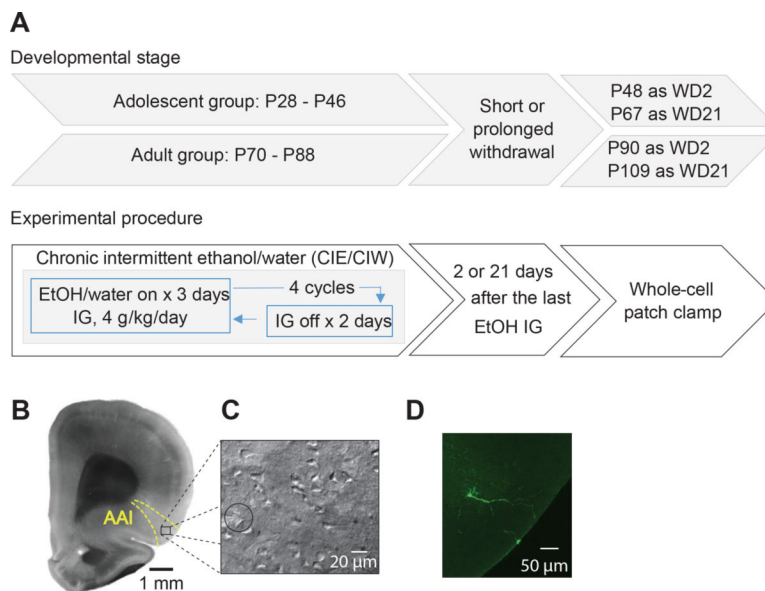 A
Developmental stage
Adolescent group: P28 - P46
Adult group: P70 - P88
Short or
prolonged
withdrawal
P48 as WD2
P67 as WD21
P90 as WD2
P109 as WD21
Experimental procedure
Chronic intermittent ethanol/water (CIE/CIW)
EtOH/water on x 3 days
IG, 4 g/kg/day
4 cycles
IG off x 2 days
2 or 21 days
after the last
EtOH IG
Whole-cell
patch clamp
B
AAI
1 mm
C
20 µm
D
50 µm